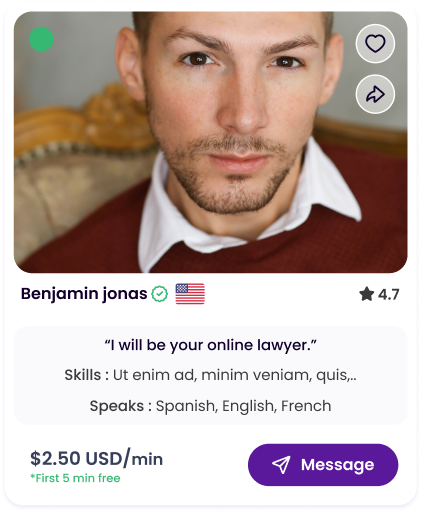 Benjamin jonas
4.7
“I will be your online lawyer.”
Skills : Ut enim ad, minim veniam, quis,..
Speaks : Spanish, English, French
$2.50 USD/min
*First 5 min free
Message